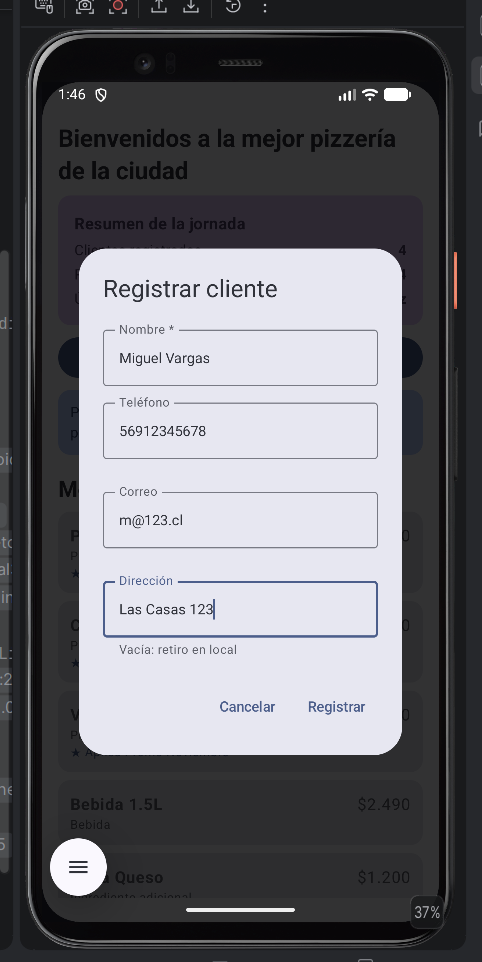 1:46
Bienvenidos a la mejor pizzería
de la ciudad
Resumen de la jornada
4
Registrar cliente
Nombre *
Miguel Vargas
Teléfono
56912345678
Correo
m@123.cl
Dirección
Las Casas 123
Vacía: retiro en local
Cancelar
Registrar
Bebida 1.5L
$2.490
Bebida
Queso
$1.200
37%